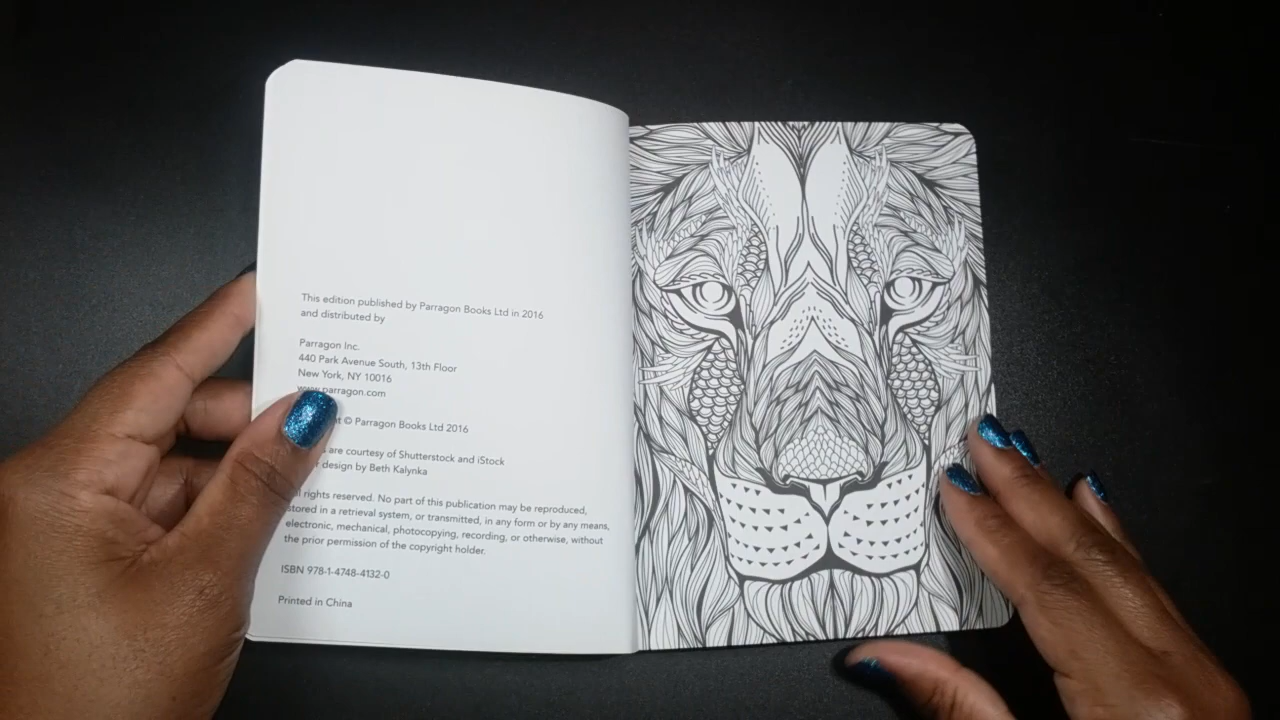 This edition published by Parragon Books Ltd in 2016
and distributed by
Parragon Inc.
440 Park Avenue South, 13th Floor
New York, NY 10016
www.parragon.com
© Parragon Books Ltd 2016
are courtesy of Shutterstock and iStock
design by Beth Kalynka
rights reserved. No part of this publication may be reproduced,
stored in a retrieval system, or transmitted, in any form or by any means,
electronic, mechanical, photocopying, recording, or otherwise, without
the prior permission of the copyright holder.
ISBN 978-1-4748-4132-0
Printed in China